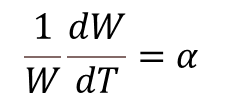 1/W dW/dT = α